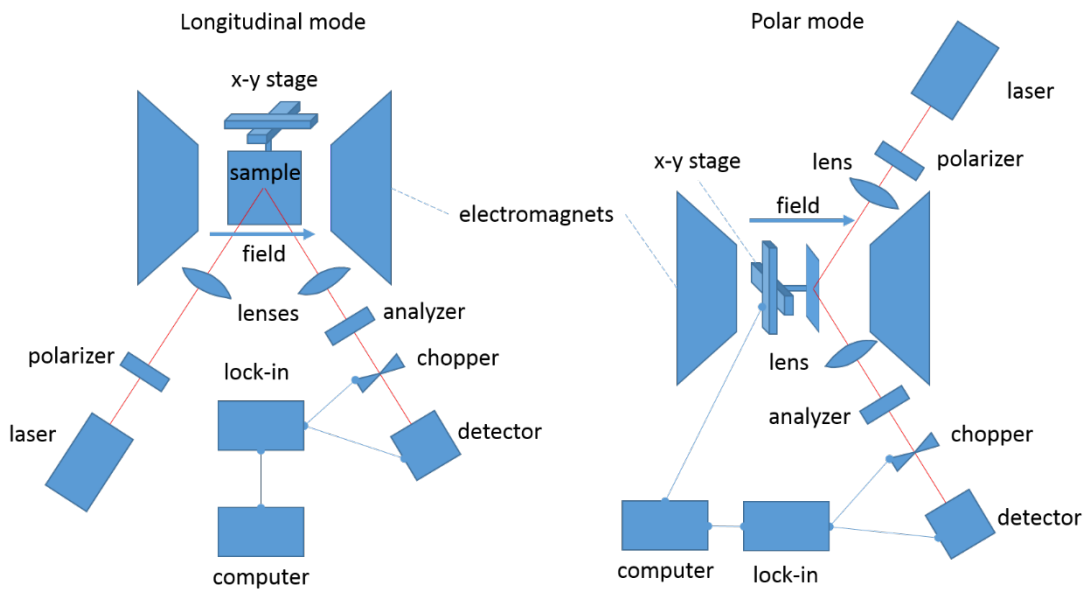 Longitudinal mode
x-y stage
sample
field
lenses
analyzer
polarizer
chopper
lock-in
laser
detector
computer
electromagnets
Polar mode
laser
polarizer
lens
x-y stage
field
lens
analyzer
chopper
detector
computer
lock-in